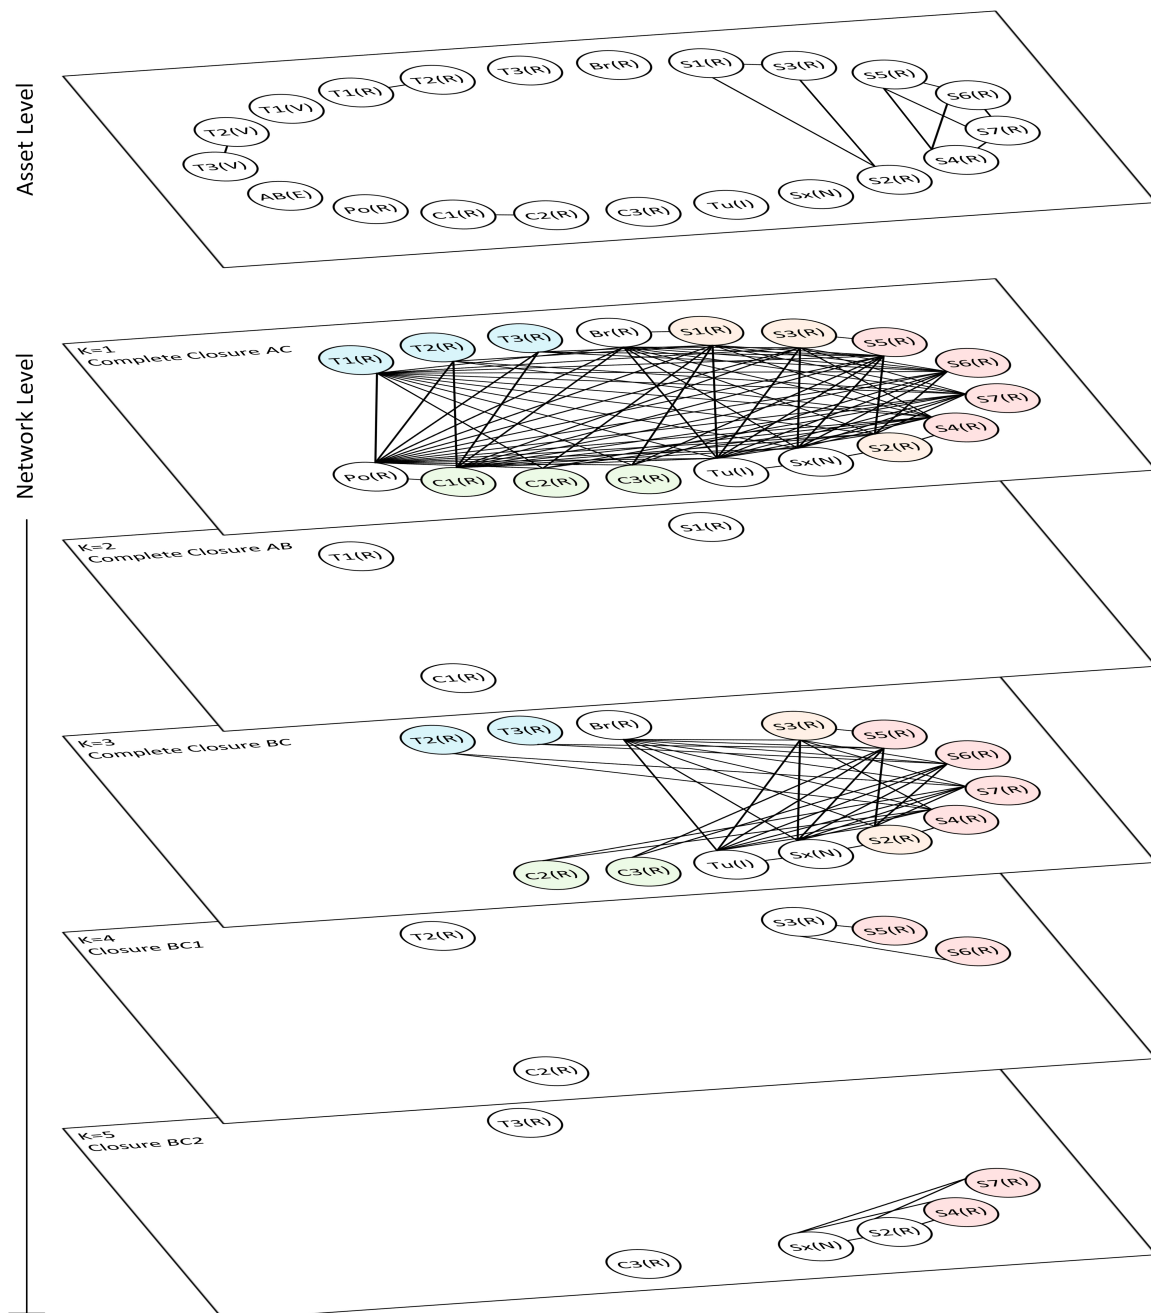 Asset Level
T1(V)
T1(R)
T2(R)
T3(R)
Br(R)
S1(R)
S3(R)
S5(R)
S6(R)
S7(R)
S4(R)
S2(R)
Sx(N)
Tu(I)
C3(R)
C2(R)
C1(R)
Po(R)
AB(E)
T3(V)
T2(V)
Network Level
K=1
Complete Closure AC
T1(R)
T2(R)
T3(R)
Br(R)
S1(R)
S3(R)
S5(R)
S6(R)
S7(R)
S4(R)
S2(R)
Sx(N)
Tu(I)
C3(R)
C2(R)
C1(R)
Po(R)
K=2
Complete Closure AB
T1(R)
S1(R)
C1(R)
K=3
Complete Closure BC
T2(R)
T3(R)
Br(R)
S3(R)
S5(R)
S6(R)
S7(R)
S4(R)
S2(R)
Sx(N)
Tu(I)
C3(R)
C2(R)
K=4
Closure BC1
T2(R)
S3(R)
S5(R)
S6(R)
C2(R)
K=5
Closure BC2
T3(R)
S7(R)
S4(R)
S2(R)
Sx(N)
C3(R)